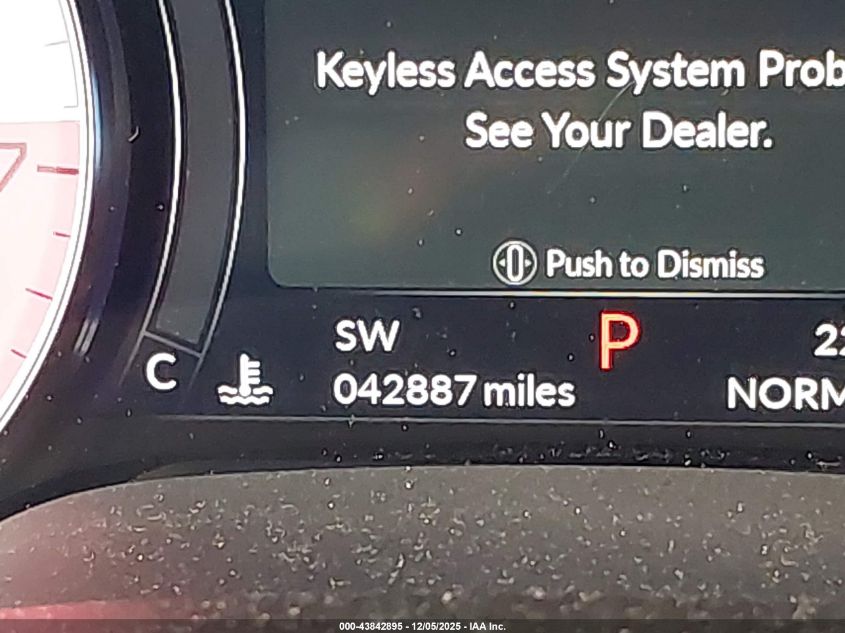 Keyless Access System Prob
See Your Dealer.
Push to Dismiss
SW
P
22
C
042887 miles
NORM
000-43842895 - 12/05/2025 - IAA Inc.